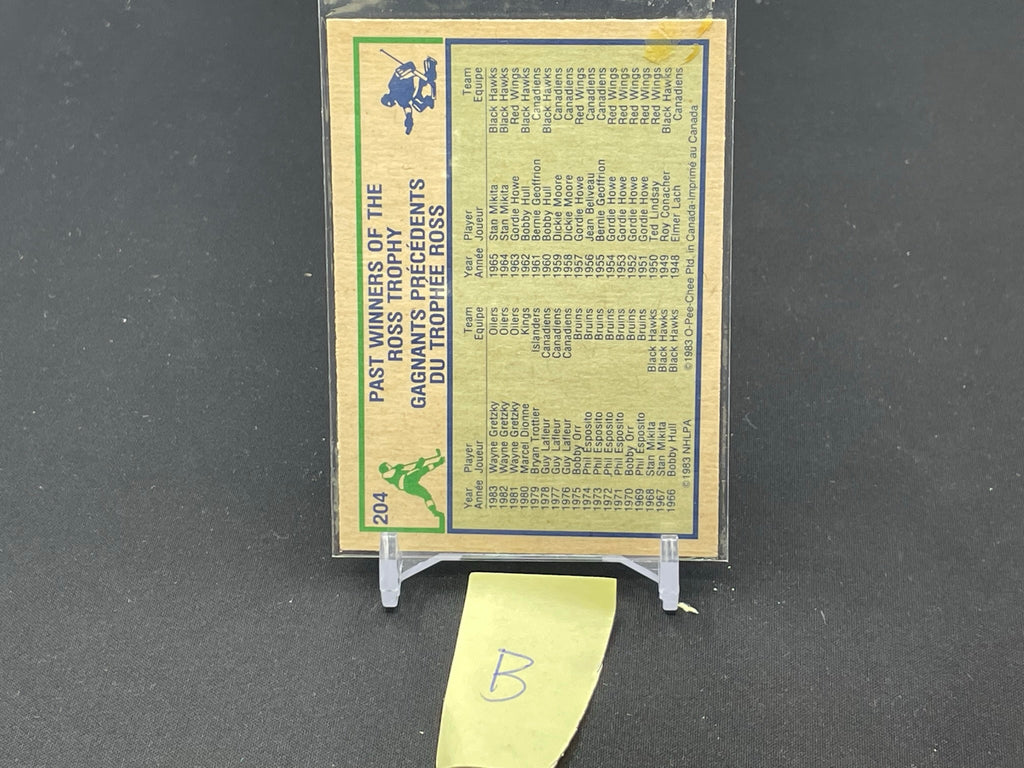 204
PAST WINNERS OF THE
ROSS TROPHY
GAGNANTS PRÉCÉDENTS
DU TROPHÉE ROSS
Year Player Team
Année Joueur Equipe
1983 Wayne Gretzky Oilers
1982 Wayne Gretzky Oilers
1981 Wayne Gretzky Oilers
1980 Marcel Dionne Kings
1979 Bryan Trottier Islanders
1978 Guy Lafleur Canadiens
1977 Guy Lafleur Canadiens
1976 Guy Lafleur Canadiens
1975 Bobby Orr Bruins
1974 Phil Esposito Bruins
1973 Phil Esposito Bruins
1972 Phil Esposito Bruins
1971 Phil Esposito Bruins
1970 Bobby Orr Bruins
1969 Phil Esposito Bruins
1968 Stan Mikita Black Hawks
1967 Stan Mikita Black Hawks
1966 Bobby Hull Black Hawks
Year Player Team
Année Joueur Equipe
1965 Stan Mikita Black Hawks
1964 Stan Mikita Black Hawks
1963 Gordie Howe Red Wings
1962 Bobby Hull Black Hawks
1961 Bernie Geoffrion Canadiens
1960 Bobby Hull Black Hawks
1959 Dickie Moore Canadiens
1958 Dickie Moore Canadiens
1957 Gordie Howe Red Wings
1956 Jean Beliveau Canadiens
1955 Bernie Geoffrion Canadiens
1954 Gordie Howe Red Wings
1953 Gordie Howe Red Wings
1952 Gordie Howe Red Wings
1951 Gordie Howe Red Wings
1950 Ted Lindsay Red Wings
1949 Roy Conacher Black Hawks
1948 Elmer Lach Canadiens
©1983 NHLPA ©1983 O-Pee-Chee Ptd. in Canada-Imprimé au Canada
B